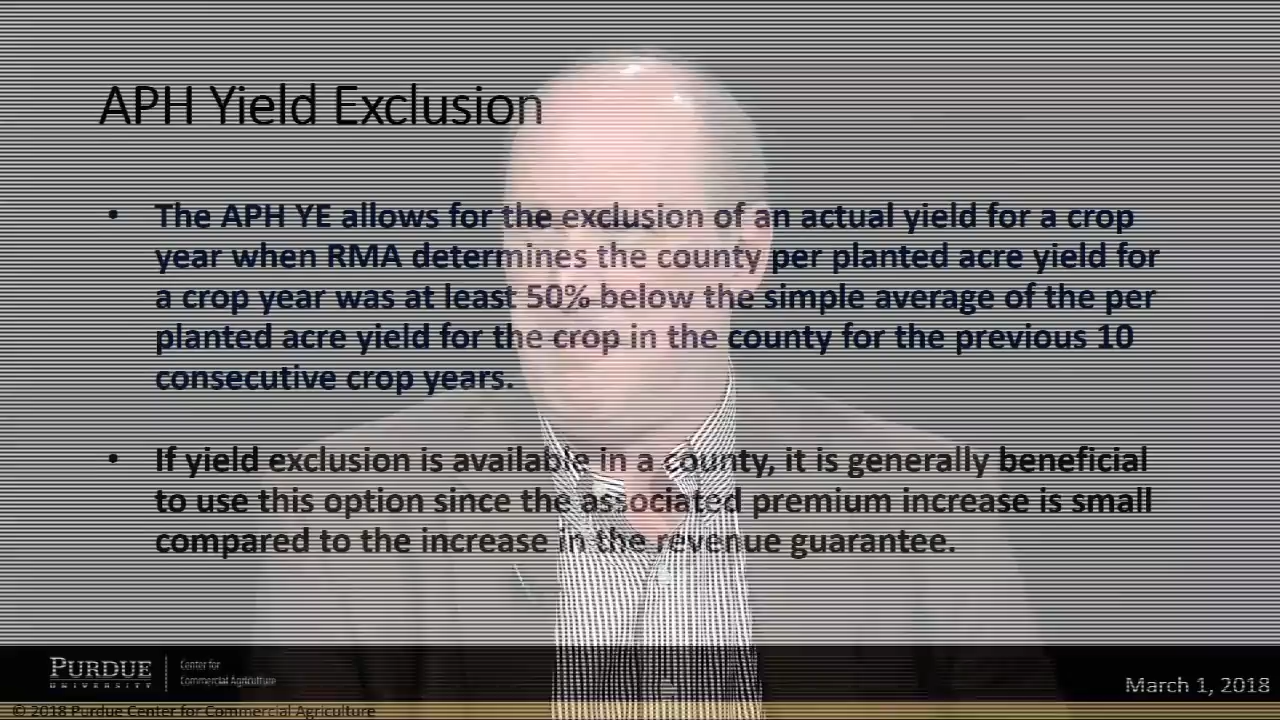 APH Yield Exclusion
• The APH YE allows for the exclusion of an actual yield for a crop
year when RMA determines the county per planted acre yield for
a crop year was at least 50% below the simple average of the per
planted acre yield for the crop in the county for the previous 10
consecutive crop years.
• If yield exclusion is available in a county, it is generally beneficial
to use this option since the associated premium increase is small
compared to the increase in the revenue guarantee.
PURDUE
UNIVERSITY
Center for
Commercial Agriculture
March 1, 2018
© 2018 Purdue Center for Commercial Agriculture